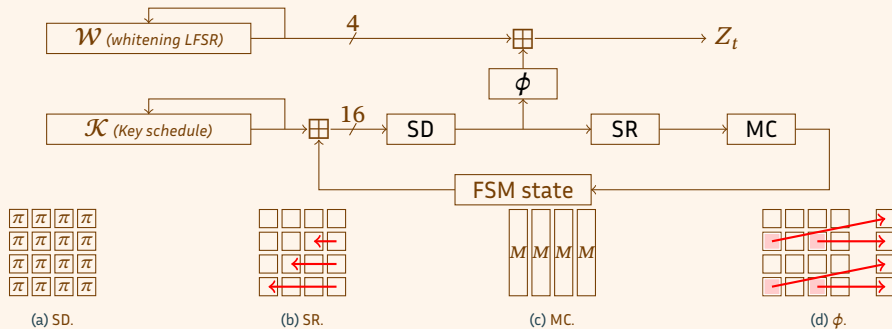 4
𝒲 (whitening LFSR)
Z_t
ϕ
16
𝒦 (Key schedule)
SD
SR
MC
FSM state
π π π π
π π π π
M M M M
π π π π
π π π π
(a) SD.
(b) SR.
(c) MC.
(d) ϕ.